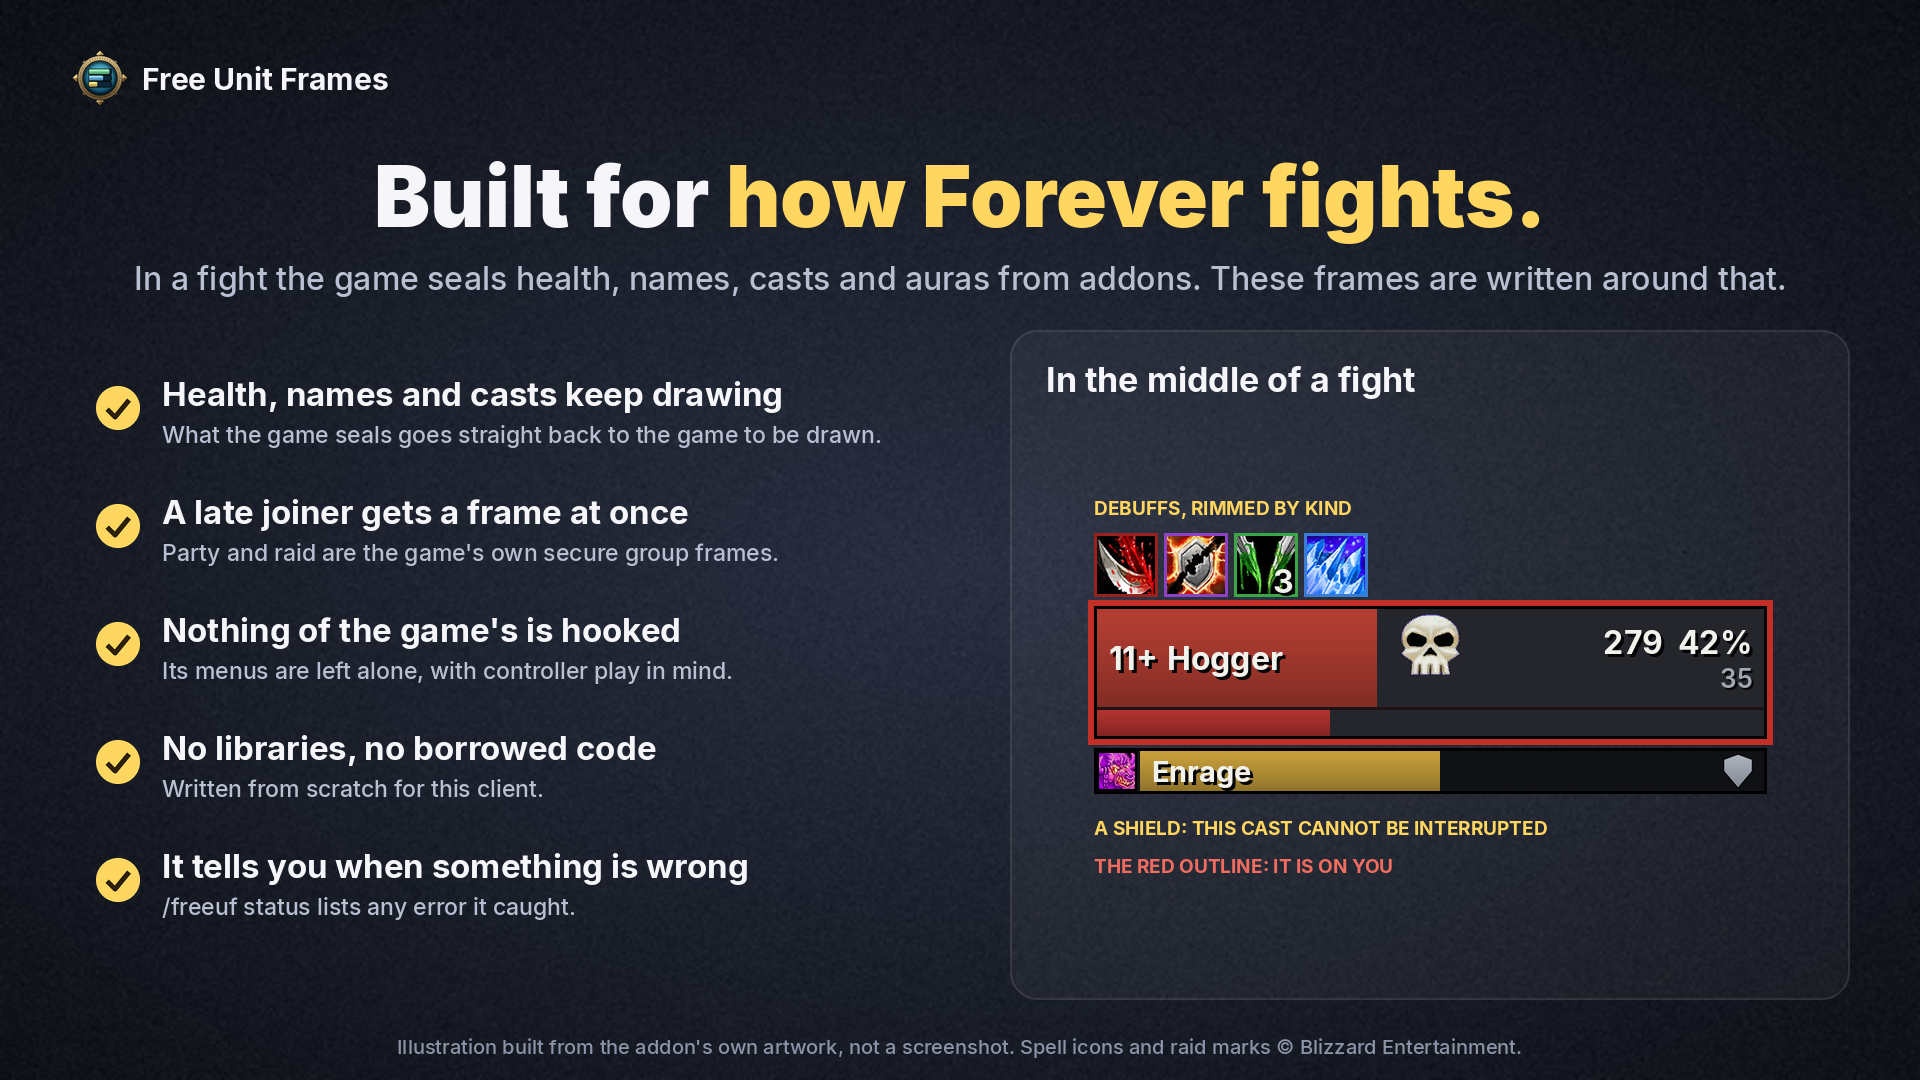 Free Unit Frames
Built for how Forever fights.
In a fight the game seals health, names, casts and auras from addons. These frames are written around that.
Health, names and casts keep drawing
What the game seals goes straight back to the game to be drawn.
A late joiner gets a frame at once
Party and raid are the game's own secure group frames.
Nothing of the game's is hooked
Its menus are left alone, with controller play in mind.
No libraries, no borrowed code
Written from scratch for this client.
It tells you when something is wrong
/freeuf status lists any error it caught.
In the middle of a fight
DEBUFFS, RIMMED BY KIND
3
11+ Hogger
279 42%
35
Enrage
A SHIELD: THIS CAST CANNOT BE INTERRUPTED
THE RED OUTLINE: IT IS ON YOU
Illustration built from the addon's own artwork, not a screenshot. Spell icons and raid marks © Blizzard Entertainment.